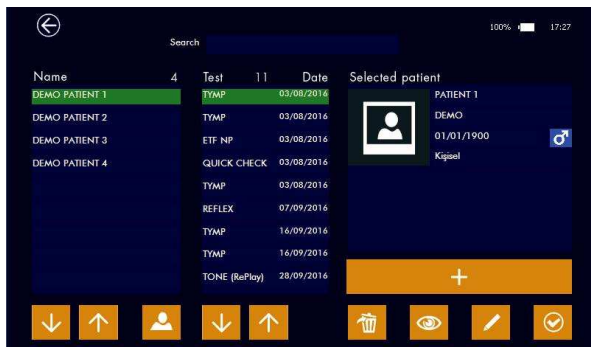 100% 17:27
Search
Name 4
DEMO PATIENT 1
DEMO PATIENT 2
DEMO PATIENT 3
DEMO PATIENT 4
Test 11 Date
TYMP 03/08/2016
TYMP 03/08/2016
ETF NP 03/08/2016
QUICK CHECK 03/08/2016
TYMP 03/08/2016
REFLEX 07/09/2016
TYMP 16/09/2016
TYMP 16/09/2016
TONE (RePlay) 28/09/2016
Selected patient
PATIENT 1
DEMO
01/01/1900
Kişisel